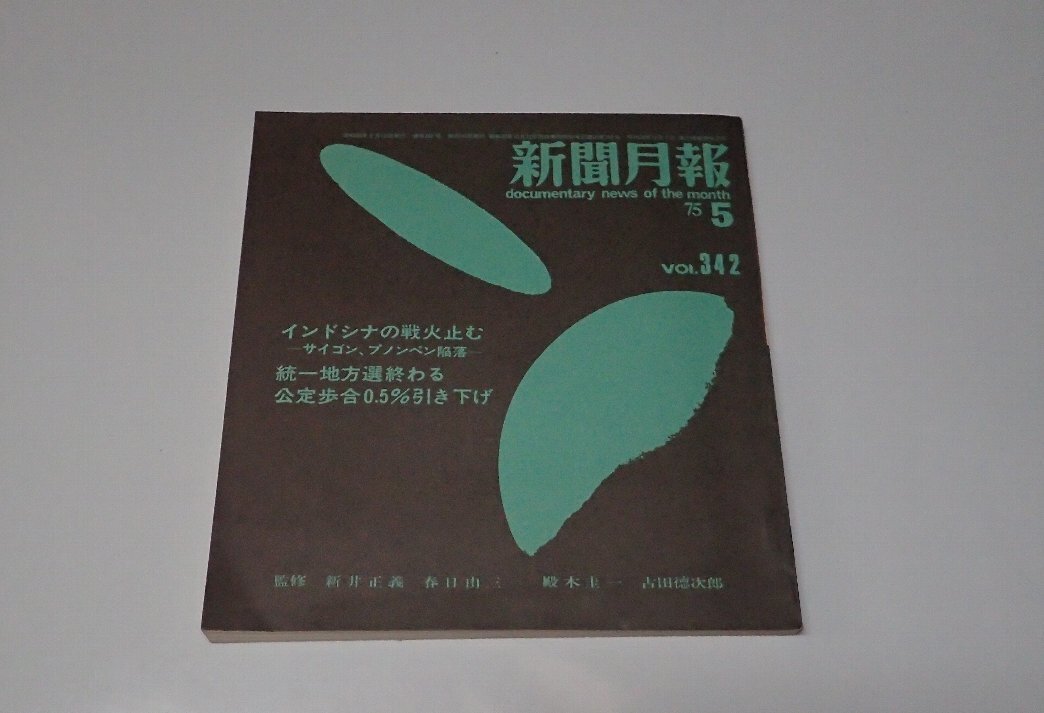 新聞月報
documentary news of the month
'75 5
VOL.342
インドシナの戦火止む
―サイゴン、プノンペン陥落―
統一地方選終わる
公定歩合0.5%引き下げ
監修 新井正義 春日由三 殿木圭一 古田徳次郎